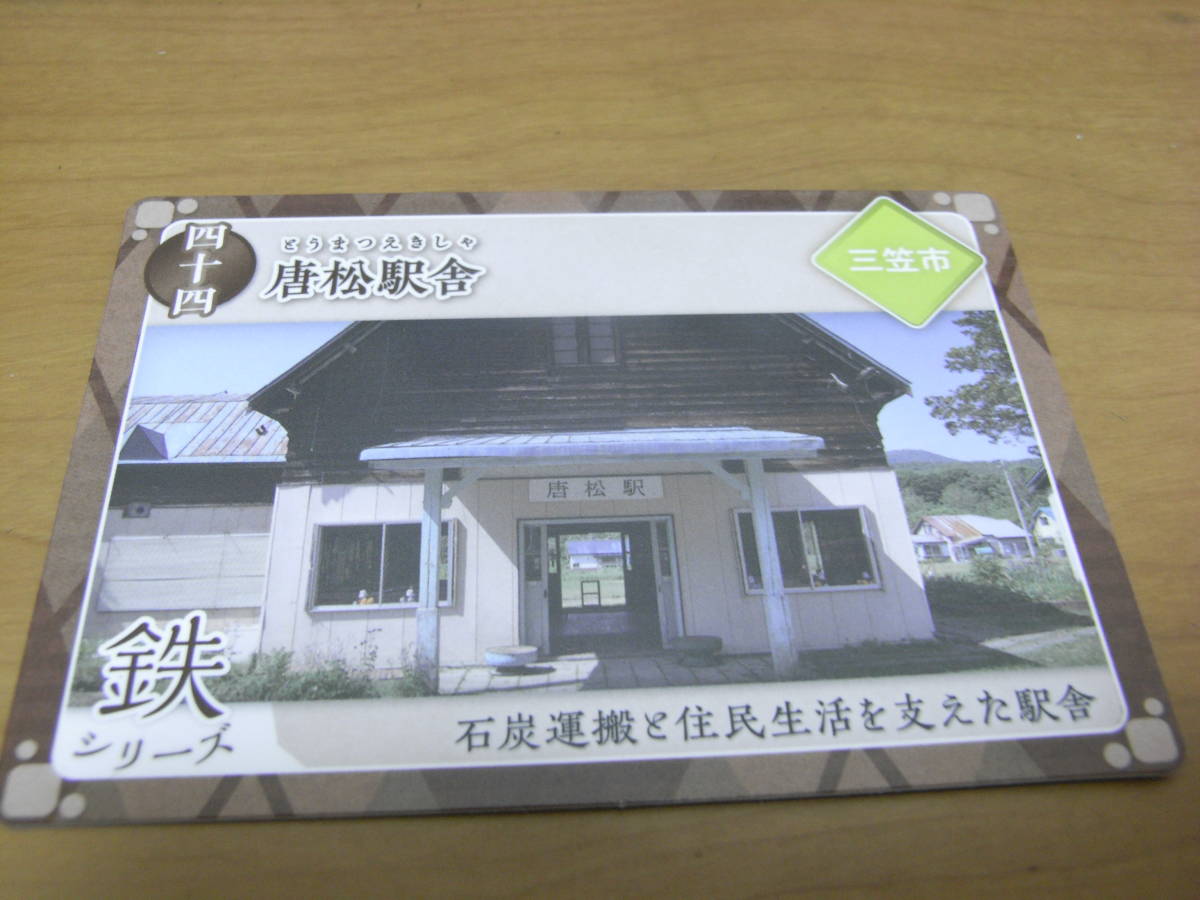 四十四
とうまつえきしゃ
唐松駅舎
三笠市
唐松駅
鉄
シリーズ
石炭運搬と住民生活を支えた駅舎